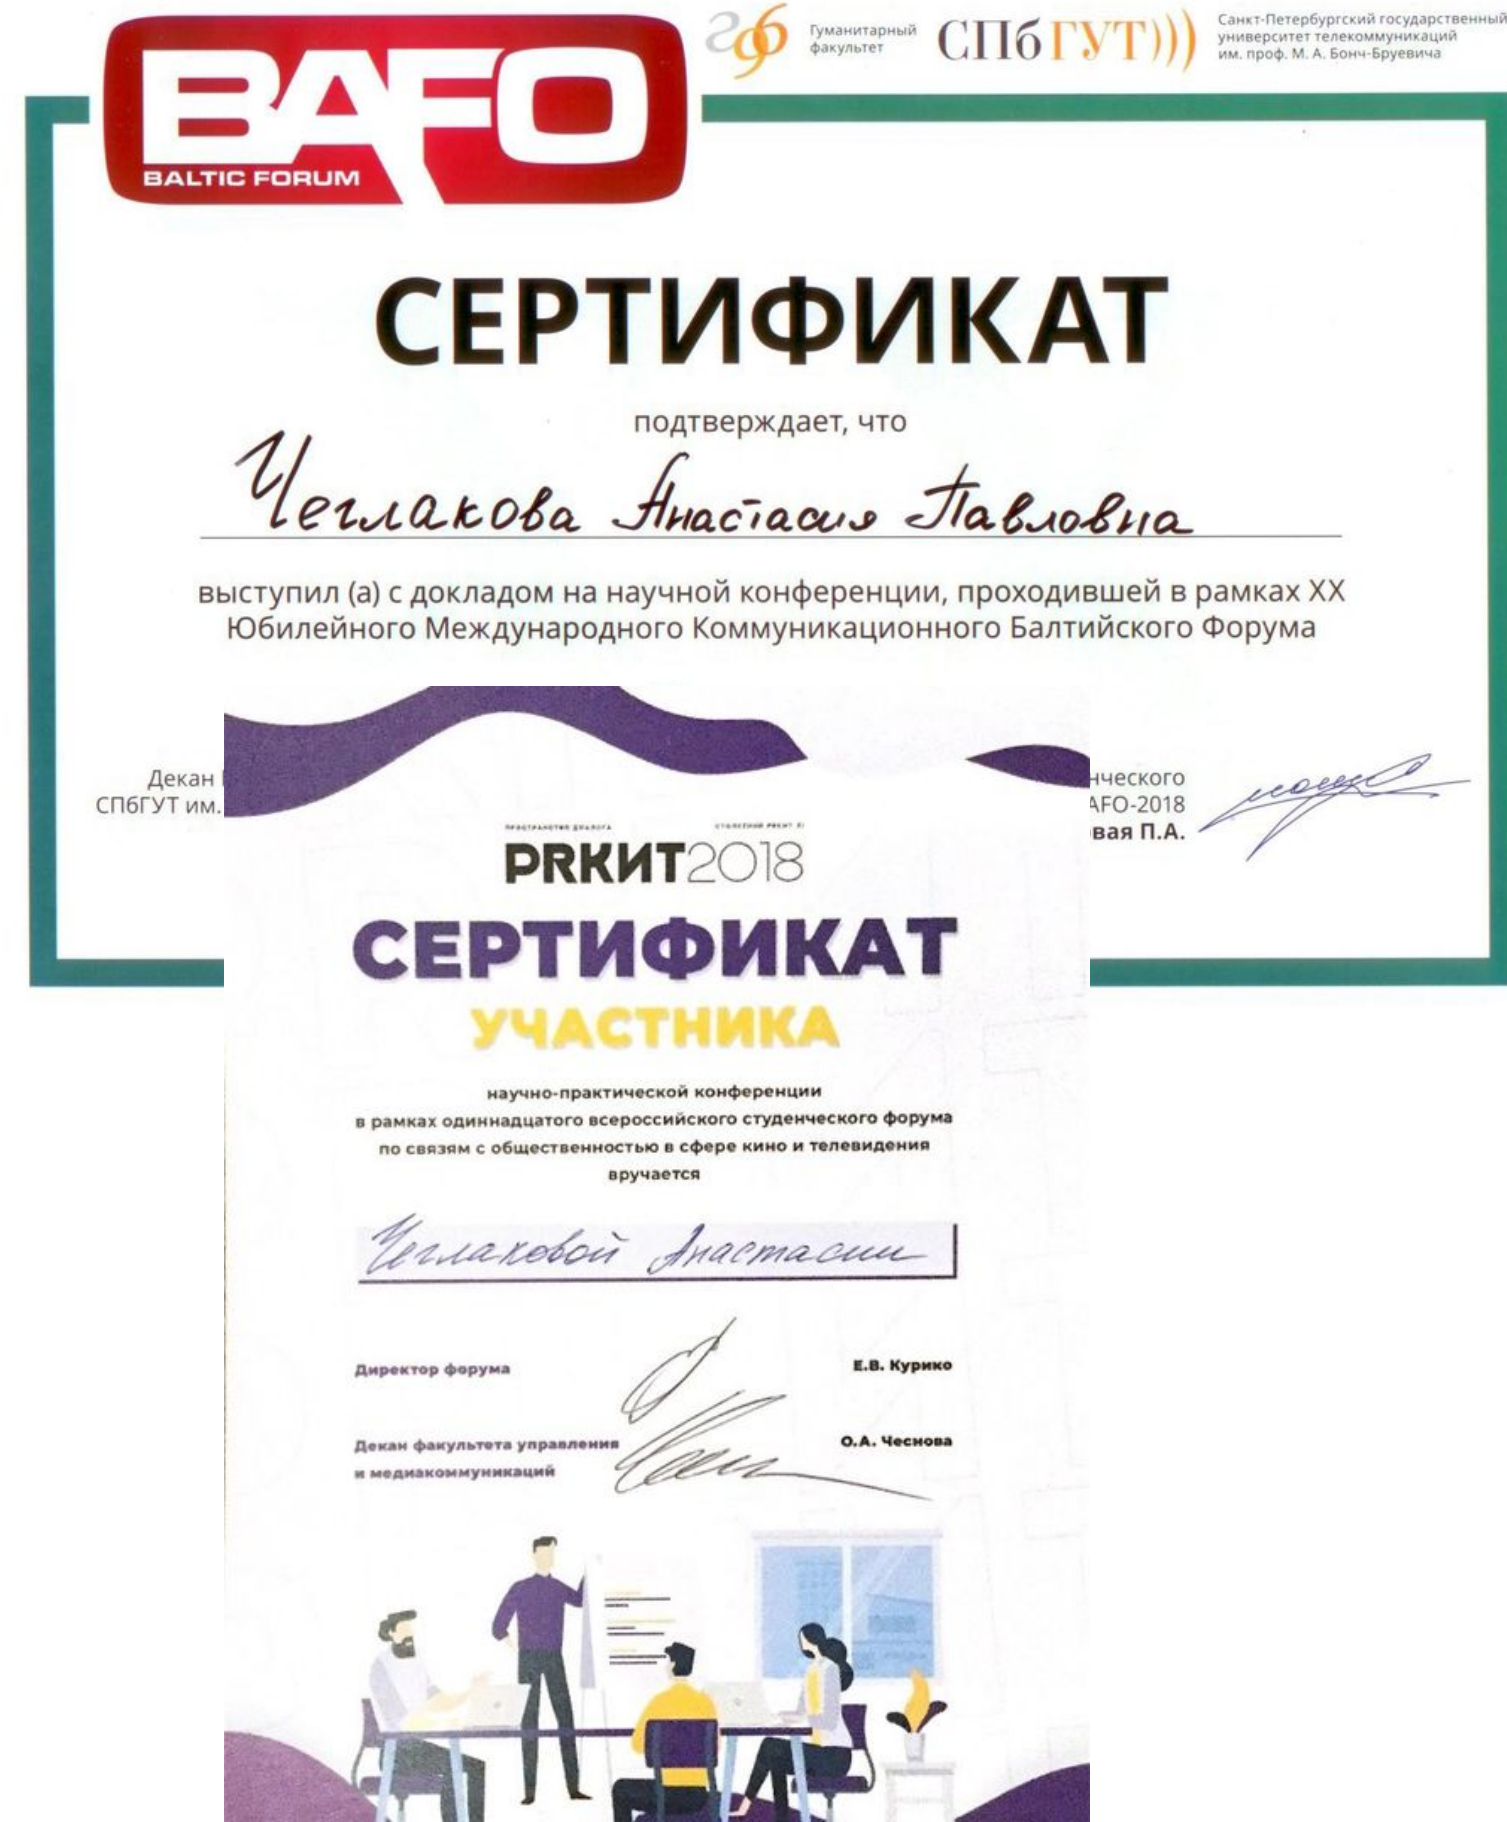 BAFO
BALTIC FORUM
Гуманитарный
факультет
СПбГУТ)))
Санкт-Петербургский государственный
университет телекоммуникаций
им. проф. М. А. Бонч-Бруевича
СЕРТИФИКАТ
подтверждает, что
Чеглакова Анастасия Павловна
выступил (а) с докладом на научной конференции, проходившей в рамках XX
Юбилейного Международного Коммуникационного Балтийского Форума
Декан
СПбГУТ им.
нческого
AFO-2018
вая П.А.
ПРОСТРАНСТВО ДИАЛОГА
PRКИТ2018
СЕРТИФИКАТ
УЧАСТНИКА
научно-практической конференции
в рамках одиннадцатого всероссийского студенческого форума
по связям с общественностью в сфере кино и телевидения
вручается
Чеглаковой Анастасии
Директор форума
Е.В. Курико
Декан факультета управления
и медиакоммуникаций
О.А. Чеснова